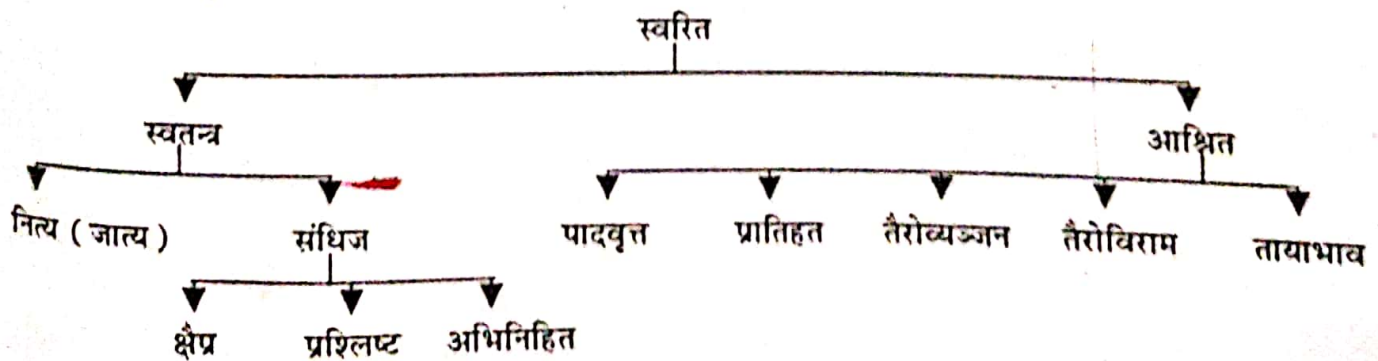 स्वरित
स्वतन्त्र आश्रित
नित्य ( जात्य ) संधिज पादवृत्त प्रातिहत तैरोव्यञ्जन तैरोविराम तायाभाव
क्षैप्र प्रश्लिष्ट अभिनिहित